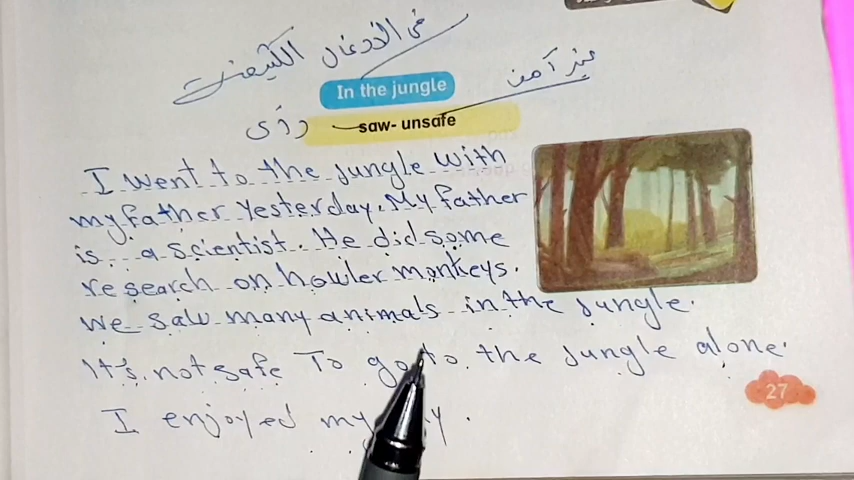 في الادغال الكثيفة
In the jungle
غير آمن
saw- unsafe
رأى
I went to the jungle with
my father yesterday. My father
is a scientist. He did some
research on howler monkeys.
We saw many animals in the jungle.
It's not safe To go to the jungle alone.
I enjoyed my
27